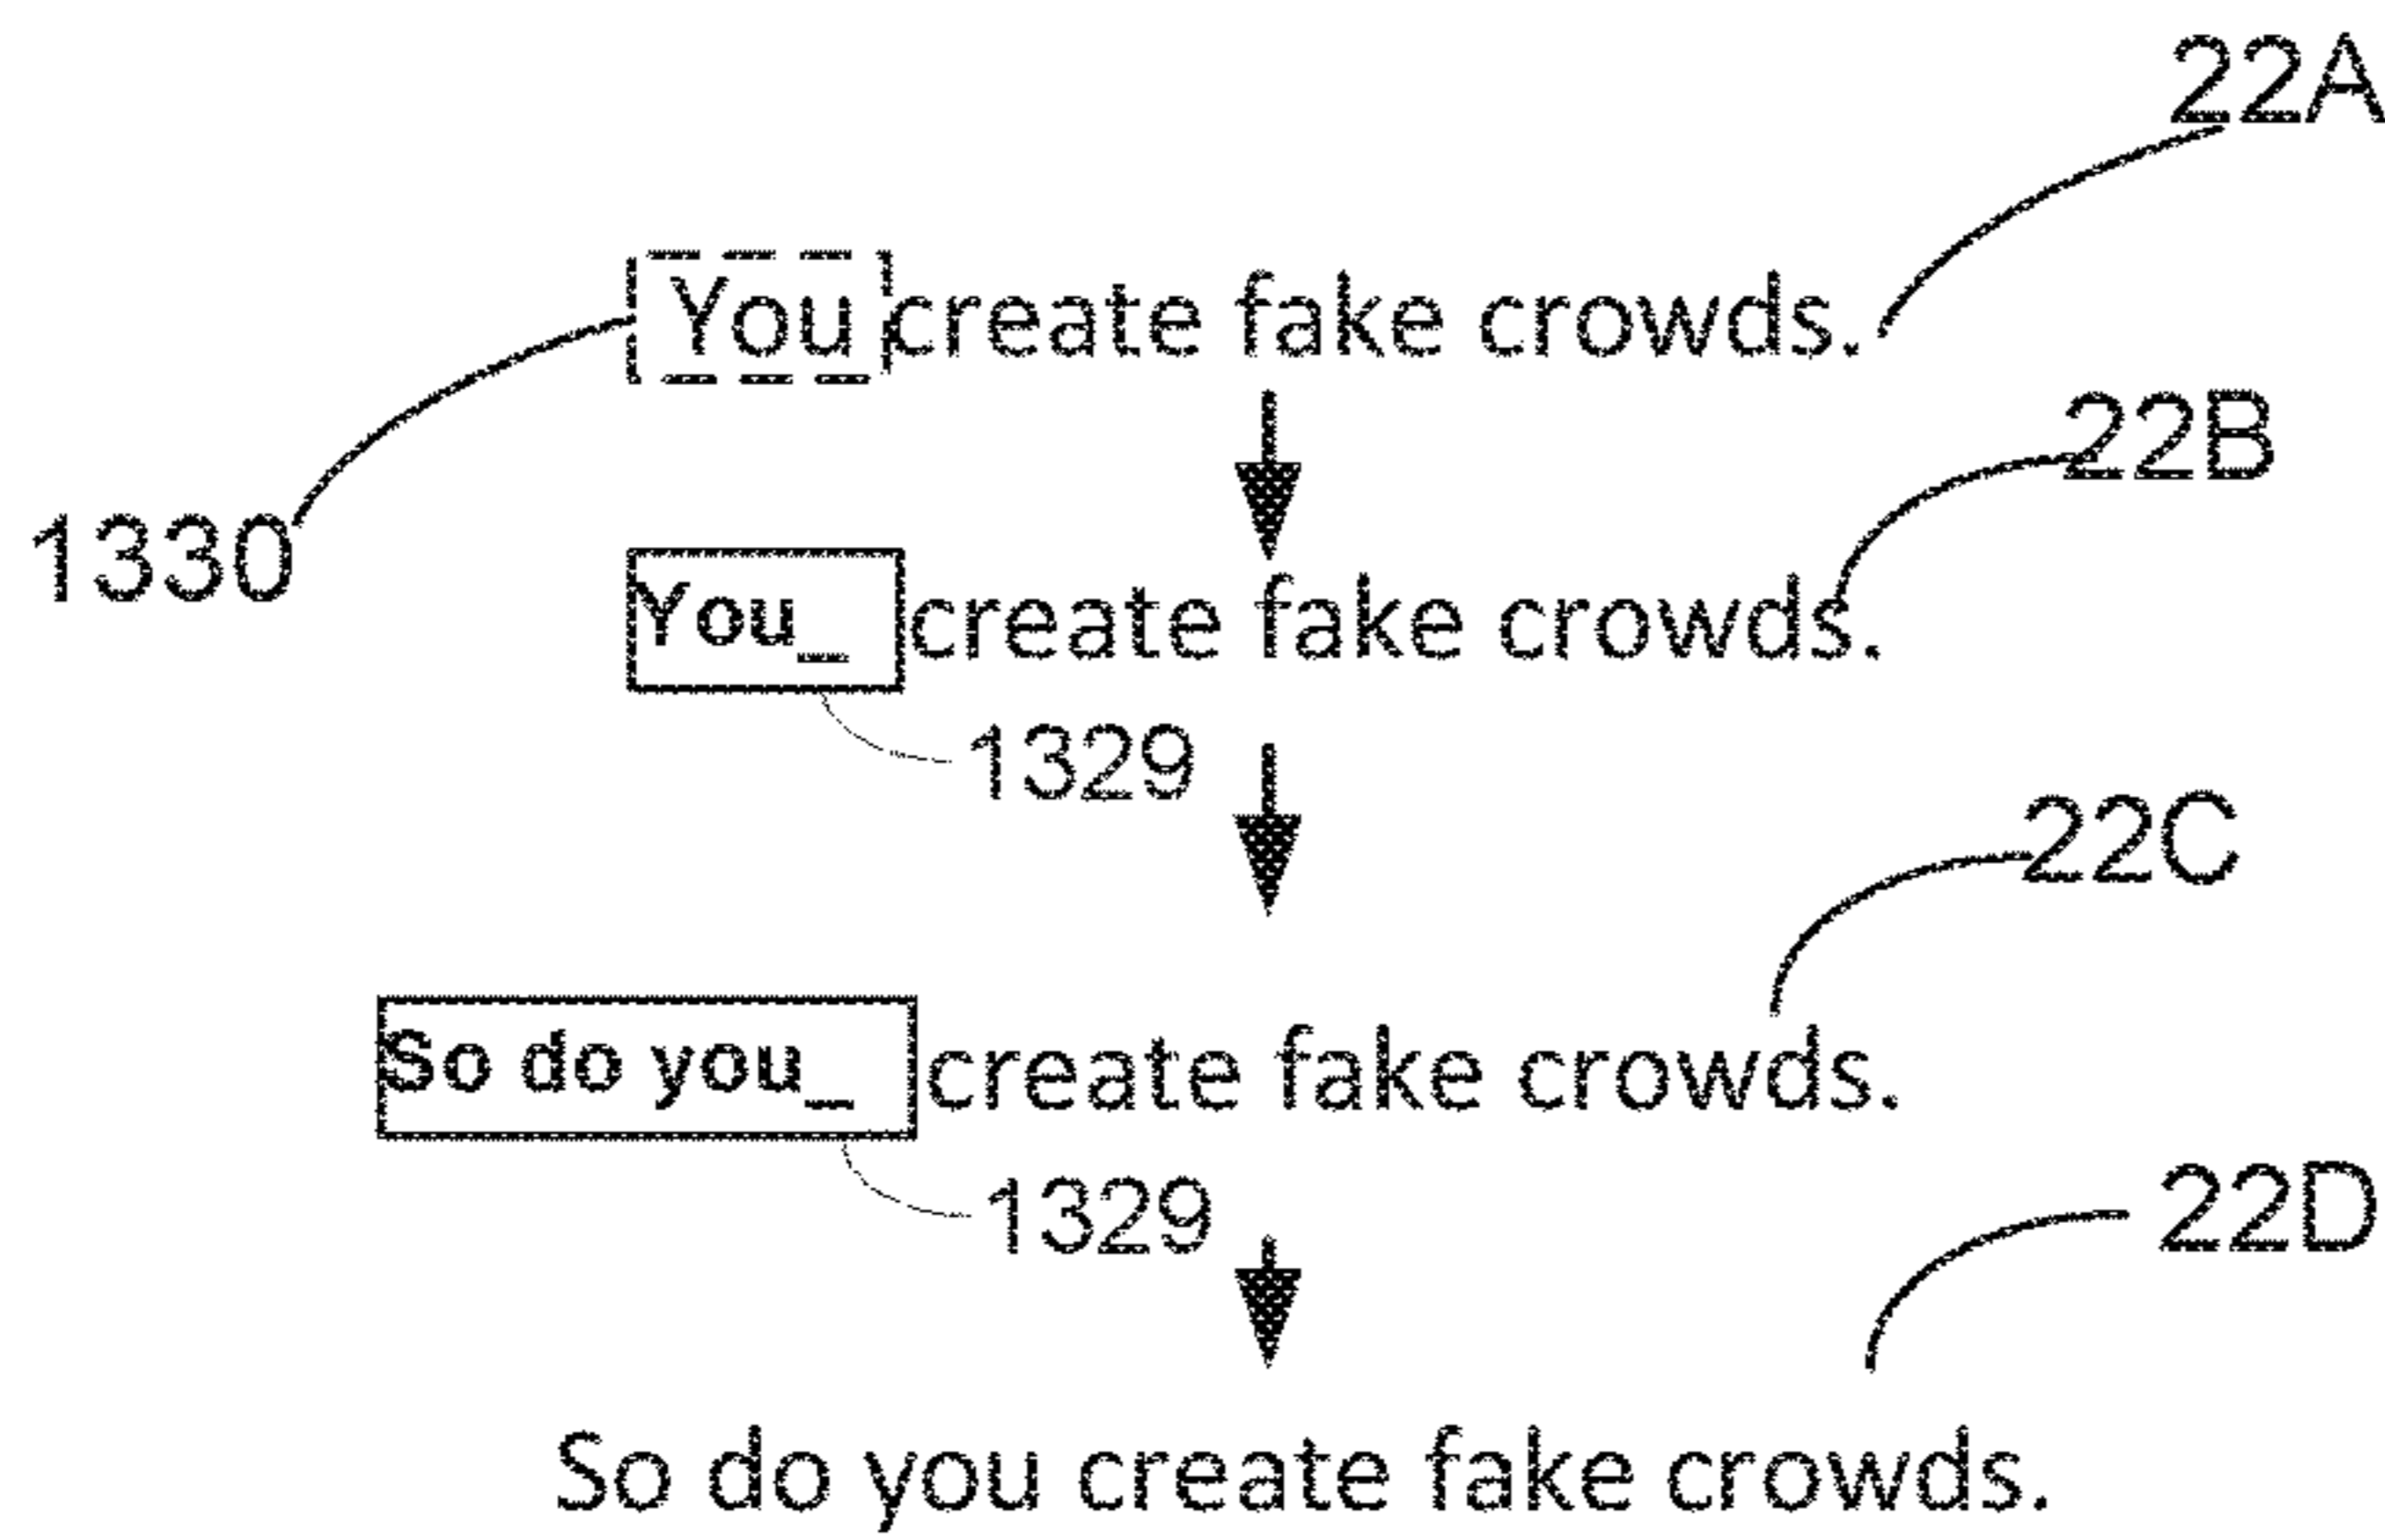 22A
You create fake crowds.
22B
1330
You_ create fake crowds.
1329
22C
So do you_ create fake crowds.
1329
22D
So do you create fake crowds.